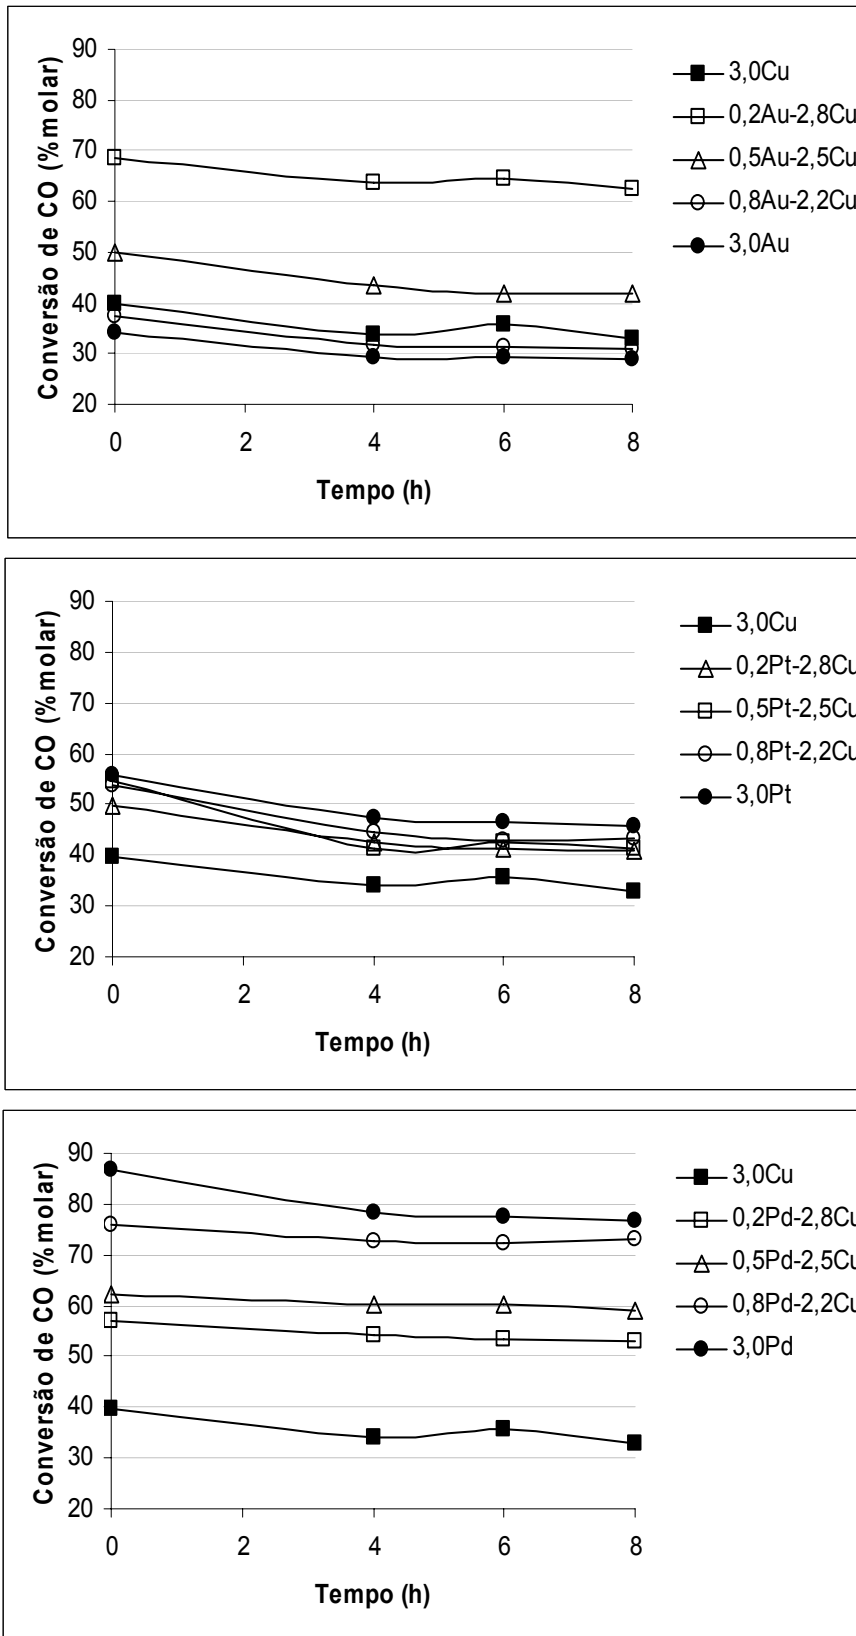 Conversão de CO (%molar)
90
80
70
60
50
40
30
20
0 2 4 6 8
Tempo (h)
3,0Cu
0,2Au-2,8Cu
0,5Au-2,5Cu
0,8Au-2,2Cu
3,0Au
Conversão de CO (%molar)
90
80
70
60
50
40
30
20
0 2 4 6 8
Tempo (h)
3,0Cu
0,2Pt-2,8Cu
0,5Pt-2,5Cu
0,8Pt-2,2Cu
3,0Pt
Conversão de CO (%molar)
90
80
70
60
50
40
30
20
0 2 4 6 8
Tempo (h)
3,0Cu
0,2Pd-2,8Cu
0,5Pd-2,5Cu
0,8Pd-2,2Cu
3,0Pd